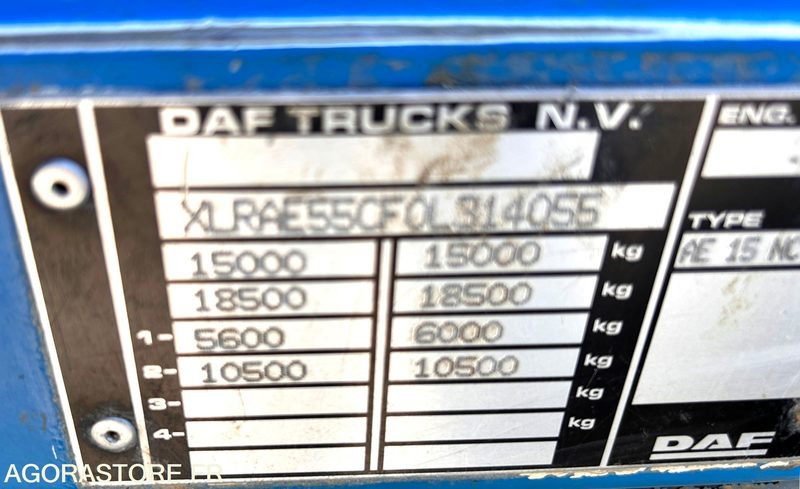 DAF TRUCKS N.V.
ENG.
XLRAE55CF0L314055
TYPE
AE 15 NC
15000 15000 kg
18500 18500 kg
1- 5600 6000 kg
2- 10500 10500 kg
3- kg
4- kg
DAF
AGORASTORE.FR